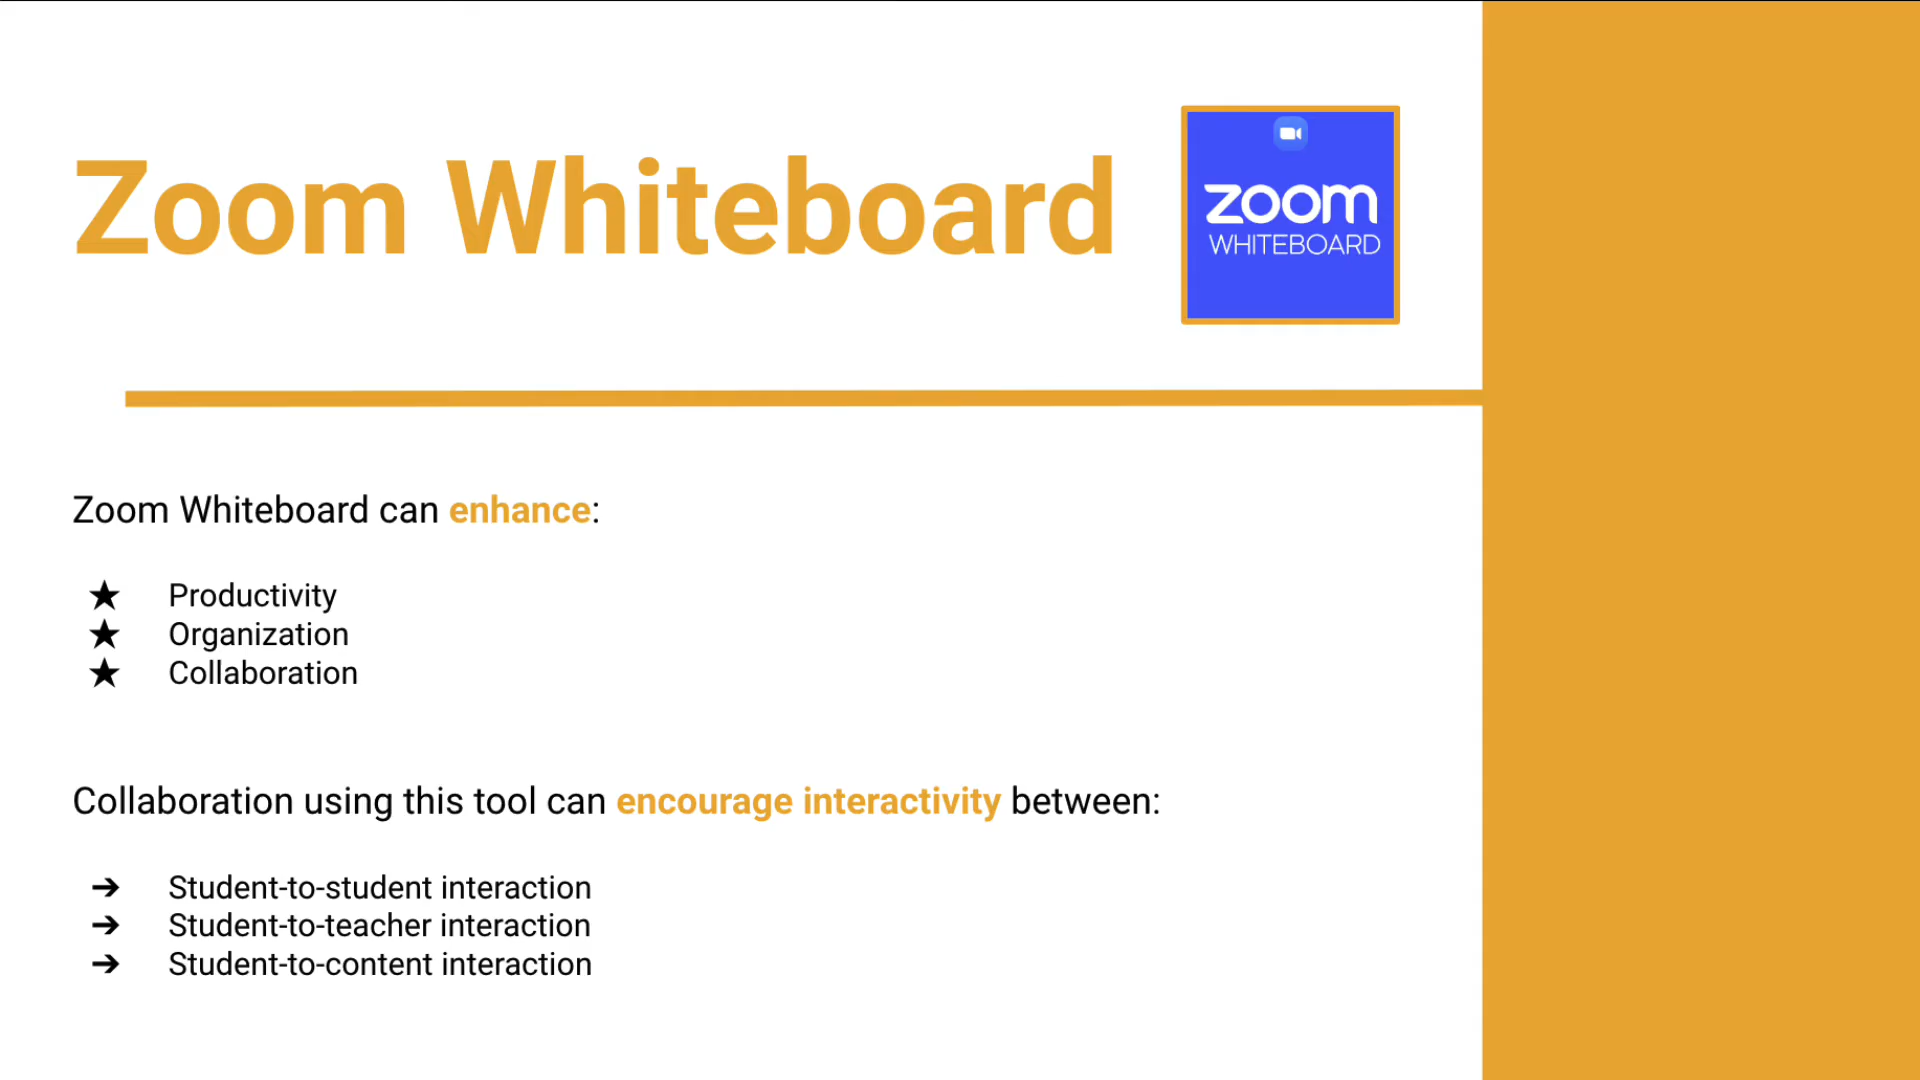 Zoom Whiteboard
zoom
WHITEBOARD
Zoom Whiteboard can enhance:
★ Productivity
★ Organization
★ Collaboration
Collaboration using this tool can encourage interactivity between:
➔ Student-to-student interaction
➔ Student-to-teacher interaction
➔ Student-to-content interaction